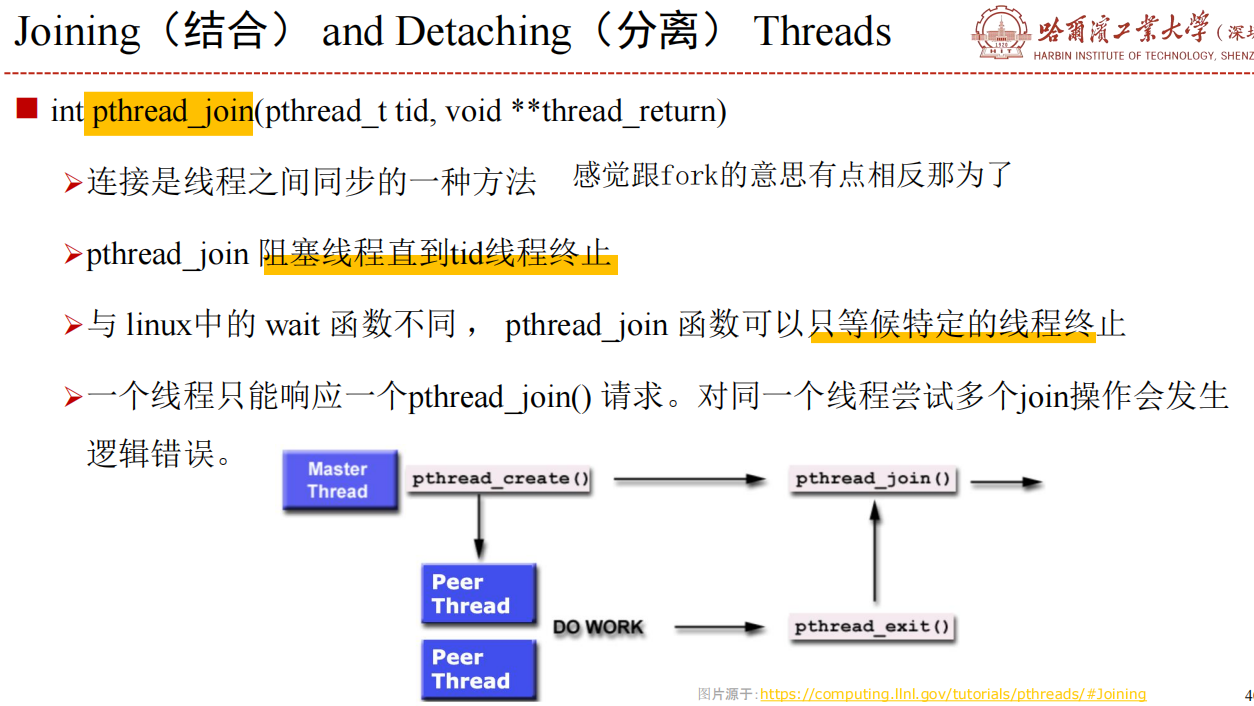 Joining（结合） and Detaching（分离） Threads
哈爾濱工業大學（深圳
HARBIN INSTITUTE OF TECHNOLOGY, SHENZ
1920
HIT
int pthread_join(pthread_t tid, void **thread_return)
连接是线程之间同步的一种方法
感觉跟fork的意思有点相反那为了
pthread_join 阻塞线程直到tid线程终止
与 linux中的 wait 函数不同， pthread_join 函数可以只等候特定的线程终止
一个线程只能响应一个pthread_join() 请求。对同一个线程尝试多个join操作会发生
逻辑错误。
Master
Thread
pthread_create()
pthread_join()
Peer
Thread
DO WORK
pthread_exit()
Peer
Thread
图片源于:https://computing.llnl.gov/tutorials/pthreads/#Joining